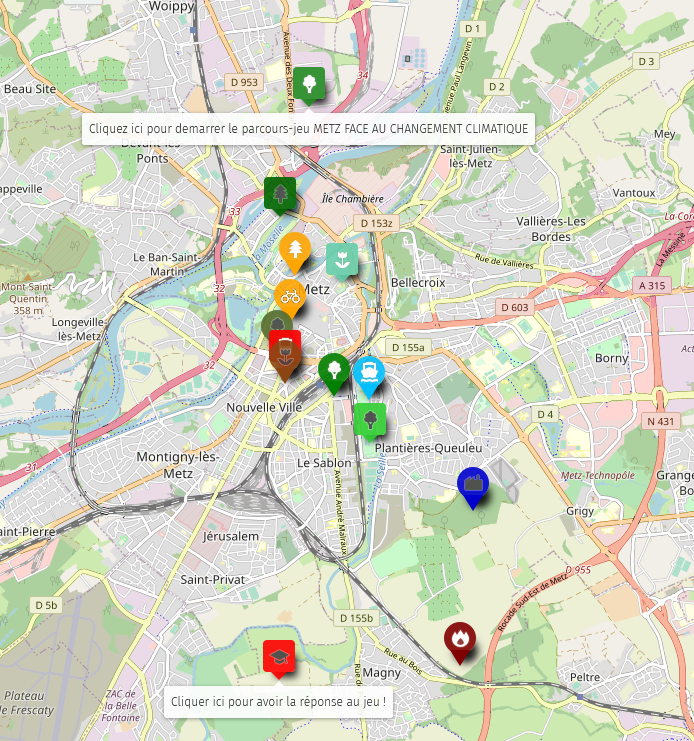 Woippy
D 1
D 3
34
D 953
Avenue des Deux Fon
Avenue Paul Langevin
Beau Site
D 2
Cliquez ici pour demarrer le parcours-jeu METZ FACE AU CHANGEMENT CLIMATIQUE
Mey
Devant-les-
Ponts
Saint-Julien-
lès-Metz
appeville
Île Chambière
Vantoux
33
D 153z
Vallières-Les
Bordes
La Moselle
Le Ban-Saint-
Martin
Rue de Vallières
La Messine
Mont Saint-
Quentin
358 m
32
Metz
Bellecroix
A 315
D 603
Longeville-
lès-Metz
32
D 155a
Borny
Nouvelle Ville
D 4
N 431
31
Montigny-lès-
Metz
Plantières-Queuleu
Le Sablon
La Seille
Metz-Technopôle
Grange
Bo
Avenue André Malraux
Grigy
aint-Pierre
Jérusalem
D 955
Saint-Privat
Rocade Sud-Est de Metz
D 5b
D 155b
Rue au Bois
Magny
Peltre
Plateau
de Frescaty
ZAC de
la Belle
Fontaine
Cliquer ici pour avoir la réponse au jeu !
Rue de